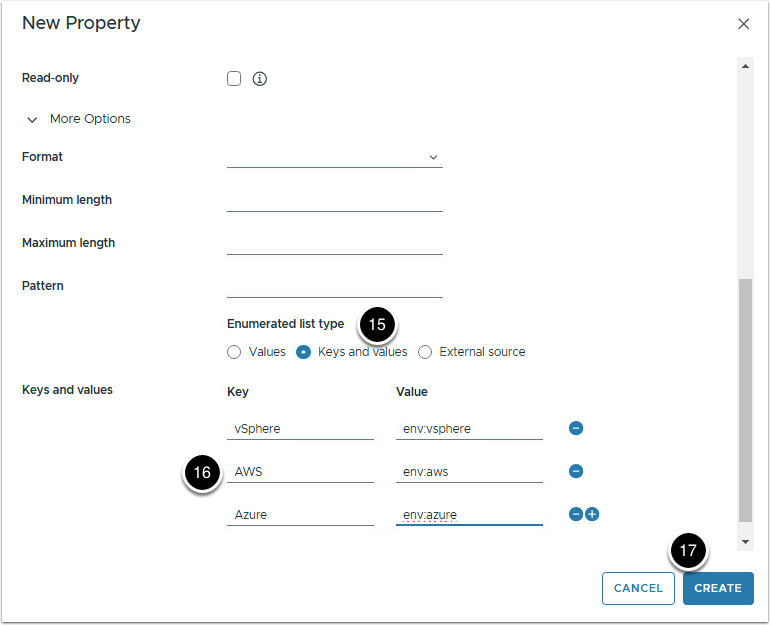 New Property
Read-only
More Options
Format
Minimum length
Maximum length
Pattern
Enumerated list type 15
Values Keys and values External source
Keys and values Key Value
vSphere env:vsphere
16 AWS env:aws
Azure env:azure
17
CANCEL CREATE